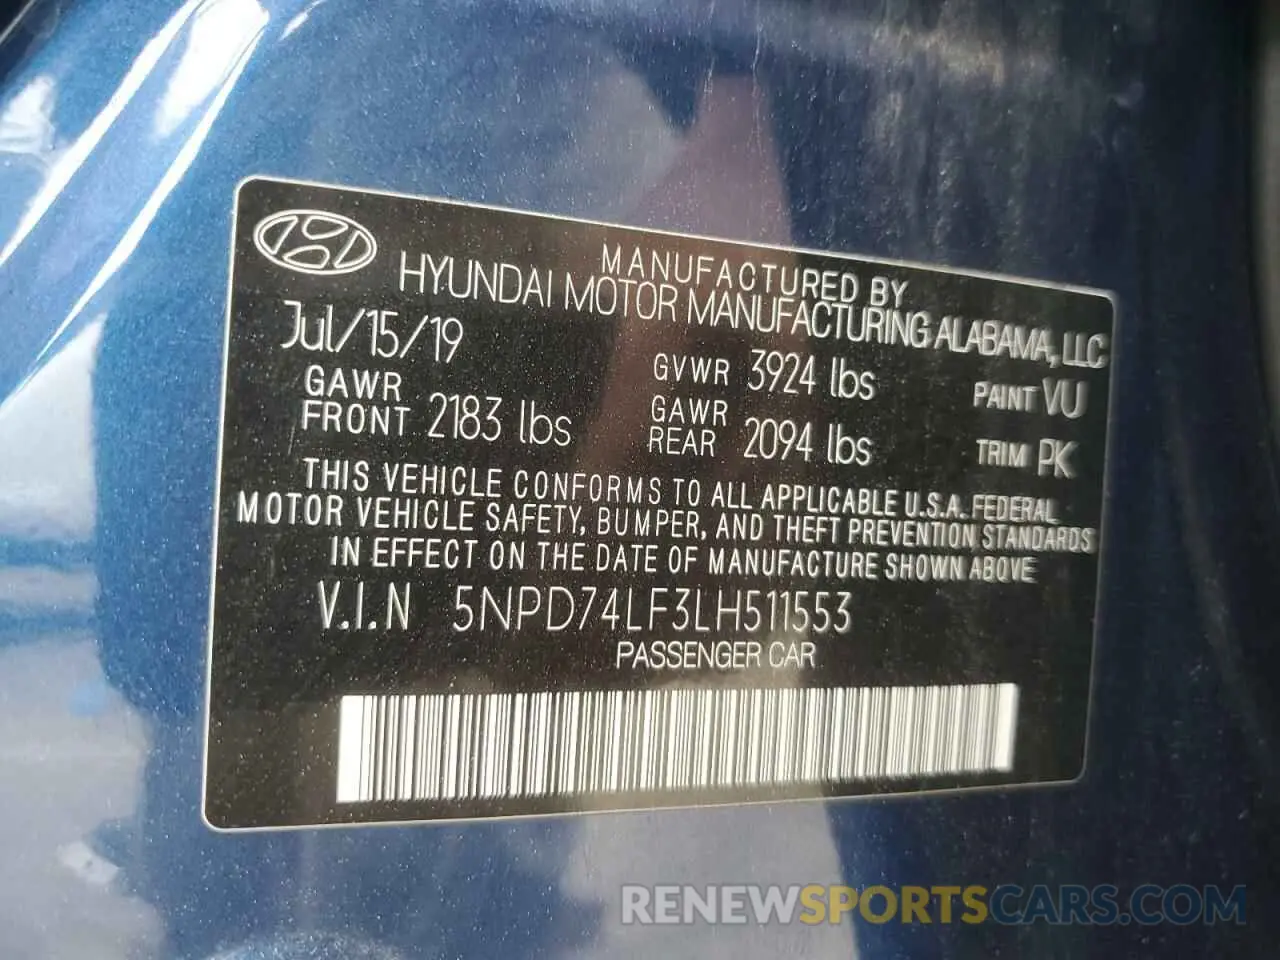 MANUFACTURED BY
HYUNDAI MOTOR MANUFACTURING ALABAMA, LLC
Jul/15/19 GVWR 3924 lbs PAINT VU
GAWR FRONT 2183 lbs GAWR REAR 2094 lbs TRIM PK
THIS VEHICLE CONFORMS TO ALL APPLICABLE U.S.A. FEDERAL
MOTOR VEHICLE SAFETY, BUMPER, AND THEFT PREVENTION STANDARDS
IN EFFECT ON THE DATE OF MANUFACTURE SHOWN ABOVE
V.I.N 5NPD74LF3LH511553
PASSENGER CAR
RENEWSPORTSCARS.COM